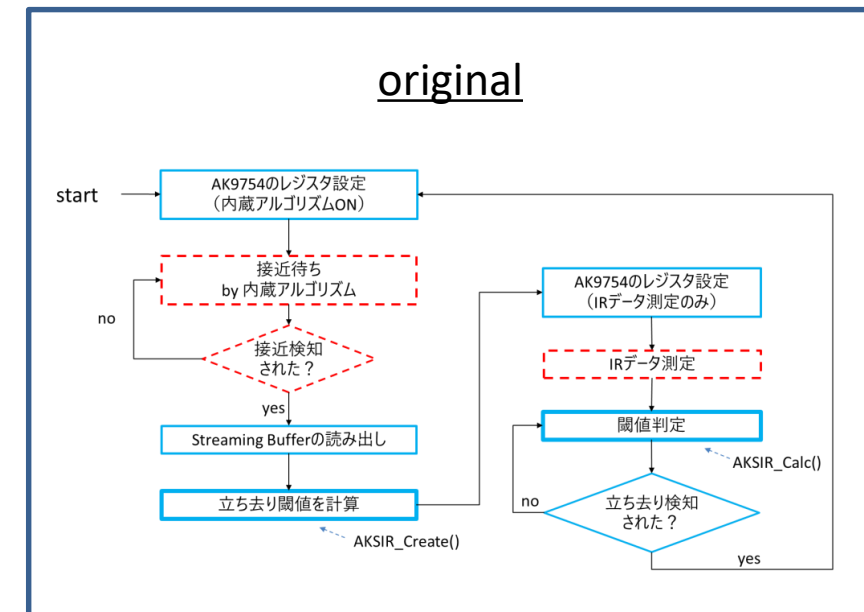 original
start
AK9754のレジスタ設定
（内蔵アルゴリズムON）
接近待ち
by 内蔵アルゴリズム
no
接近検知
された？
yes
Streaming Bufferの読み出し
立ち去り閾値を計算
AKSIR_Create()
AK9754のレジスタ設定
（IRデータ測定のみ）
IRデータ測定
閾値判定
AKSIR_Calc()
no
立ち去り検知
された？
yes